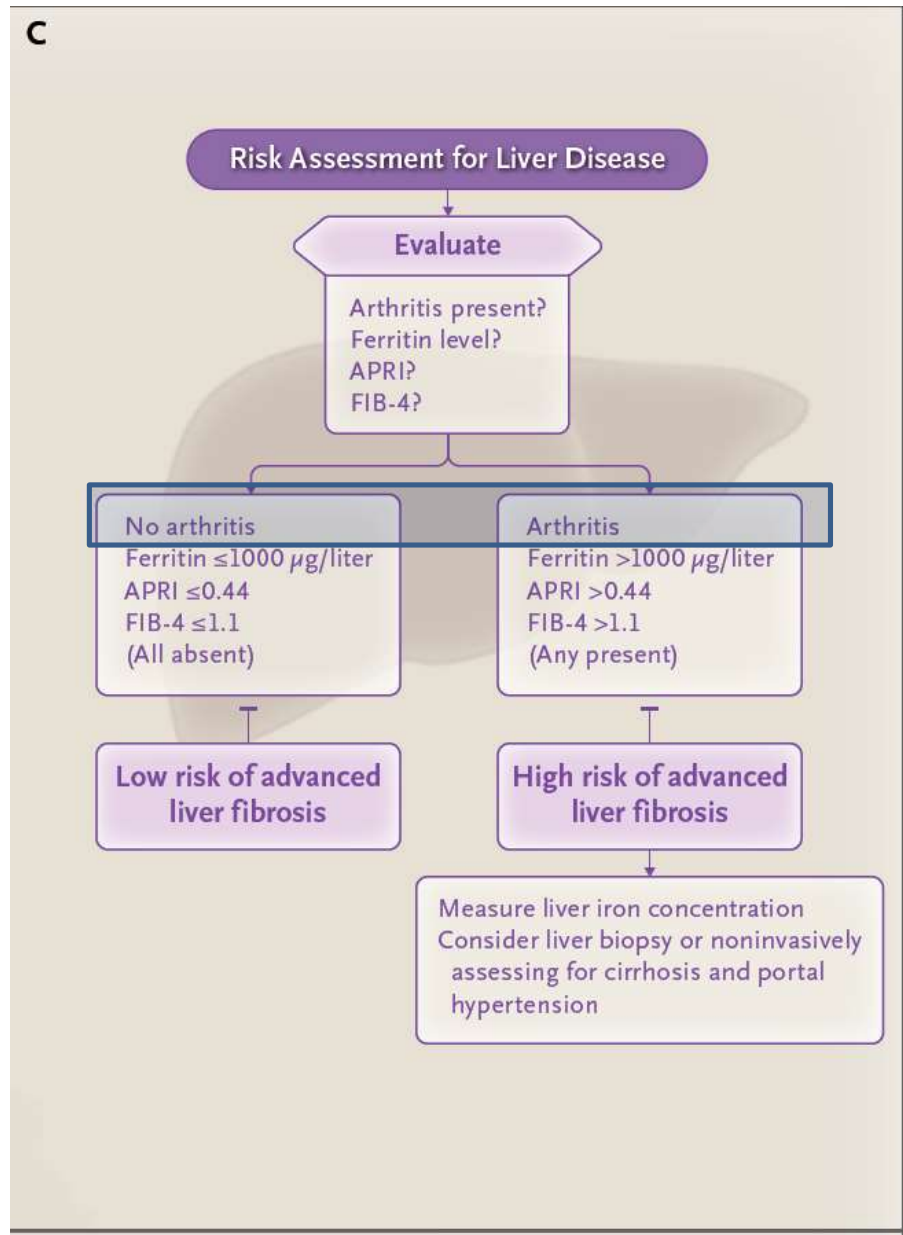 C
Risk Assessment for Liver Disease
Evaluate
Arthritis present?
Ferritin level?
APRI?
FIB-4?
No arthritis
Ferritin ≤1000 µg/liter
APRI ≤0.44
FIB-4 ≤1.1
(All absent)
Low risk of advanced
liver fibrosis
Arthritis
Ferritin >1000 µg/liter
APRI >0.44
FIB-4 >1.1
(Any present)
High risk of advanced
liver fibrosis
Measure liver iron concentration
Consider liver biopsy or noninvasively
assessing for cirrhosis and portal
hypertension